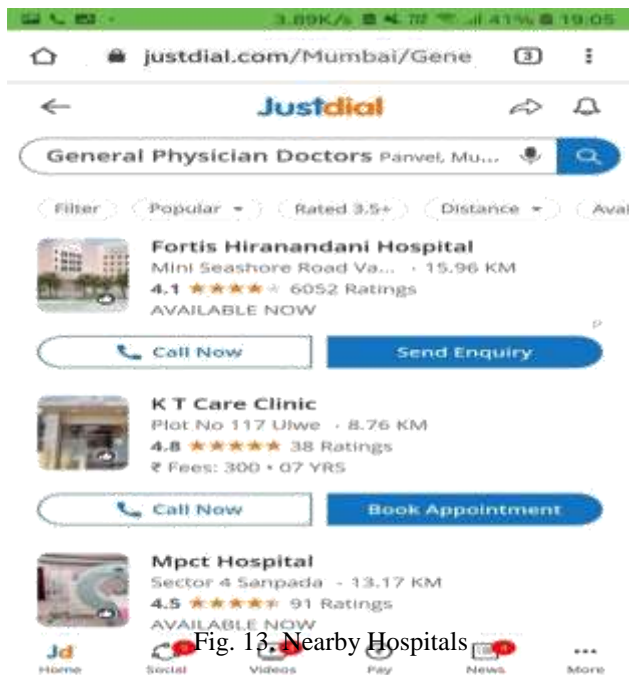 3.89K/s 41% 19:05
justdial.com/Mumbai/Gene 3
Justdial
General Physician Doctors Panvel, Mu...
Filter Popular Rated 3.5+ Distance Avai
Fortis Hiranandani Hospital
Mini Seashore Road Va... · 15.96 KM
4.1 6052 Ratings
AVAILABLE NOW
Call Now Send Enquiry
K T Care Clinic
Plot No 117 Ulwe · 8.76 KM
4.8 38 Ratings
₹ Fees: 300 • 07 YRS
Call Now Book Appointment
Mpct Hospital
Sector 4 Sanpada · 13.17 KM
4.5 91 Ratings
AVAILABLE NOW
Fig. 13. Nearby Hospitals
Jd
Home Social Videos Pay News More